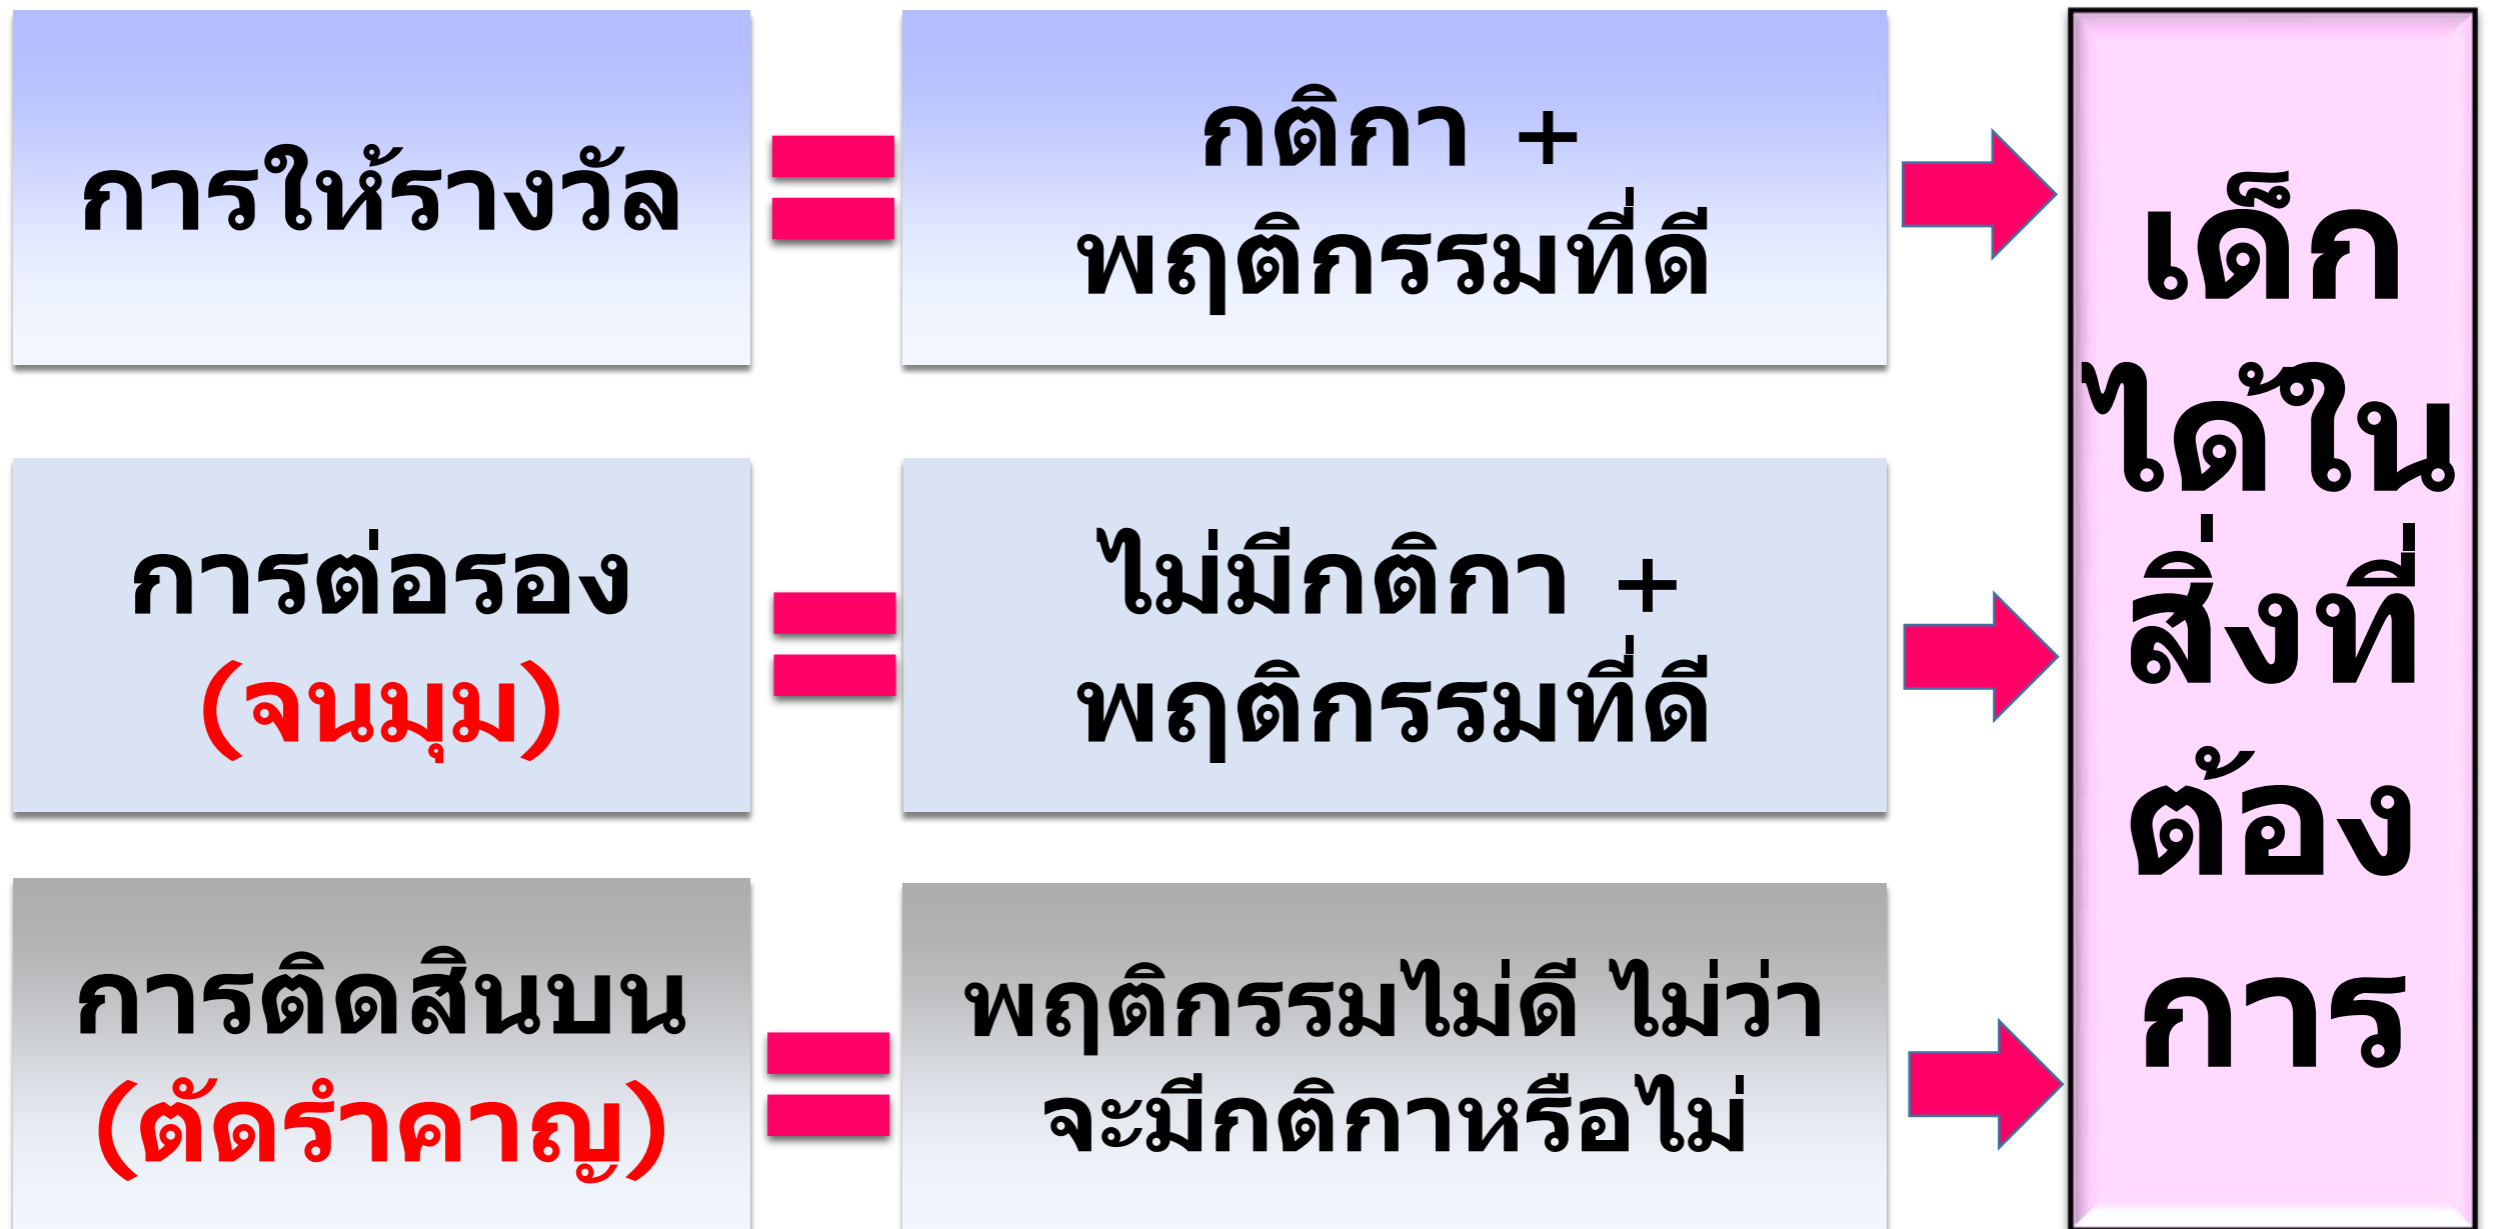 การให้รางวัล
กติกา +
พฤติกรรมที่ดี
การต่อรอง
(จนมุม)
ไม่มีกติกา +
พฤติกรรมที่ดี
การติดสินบน
(ตัดรำคาญ)
พฤติกรรมไม่ดี ไม่ว่า
จะมีกติกาหรือไม่
เด็ก
ได้ใน
สิ่งที่
ต้อง
การ